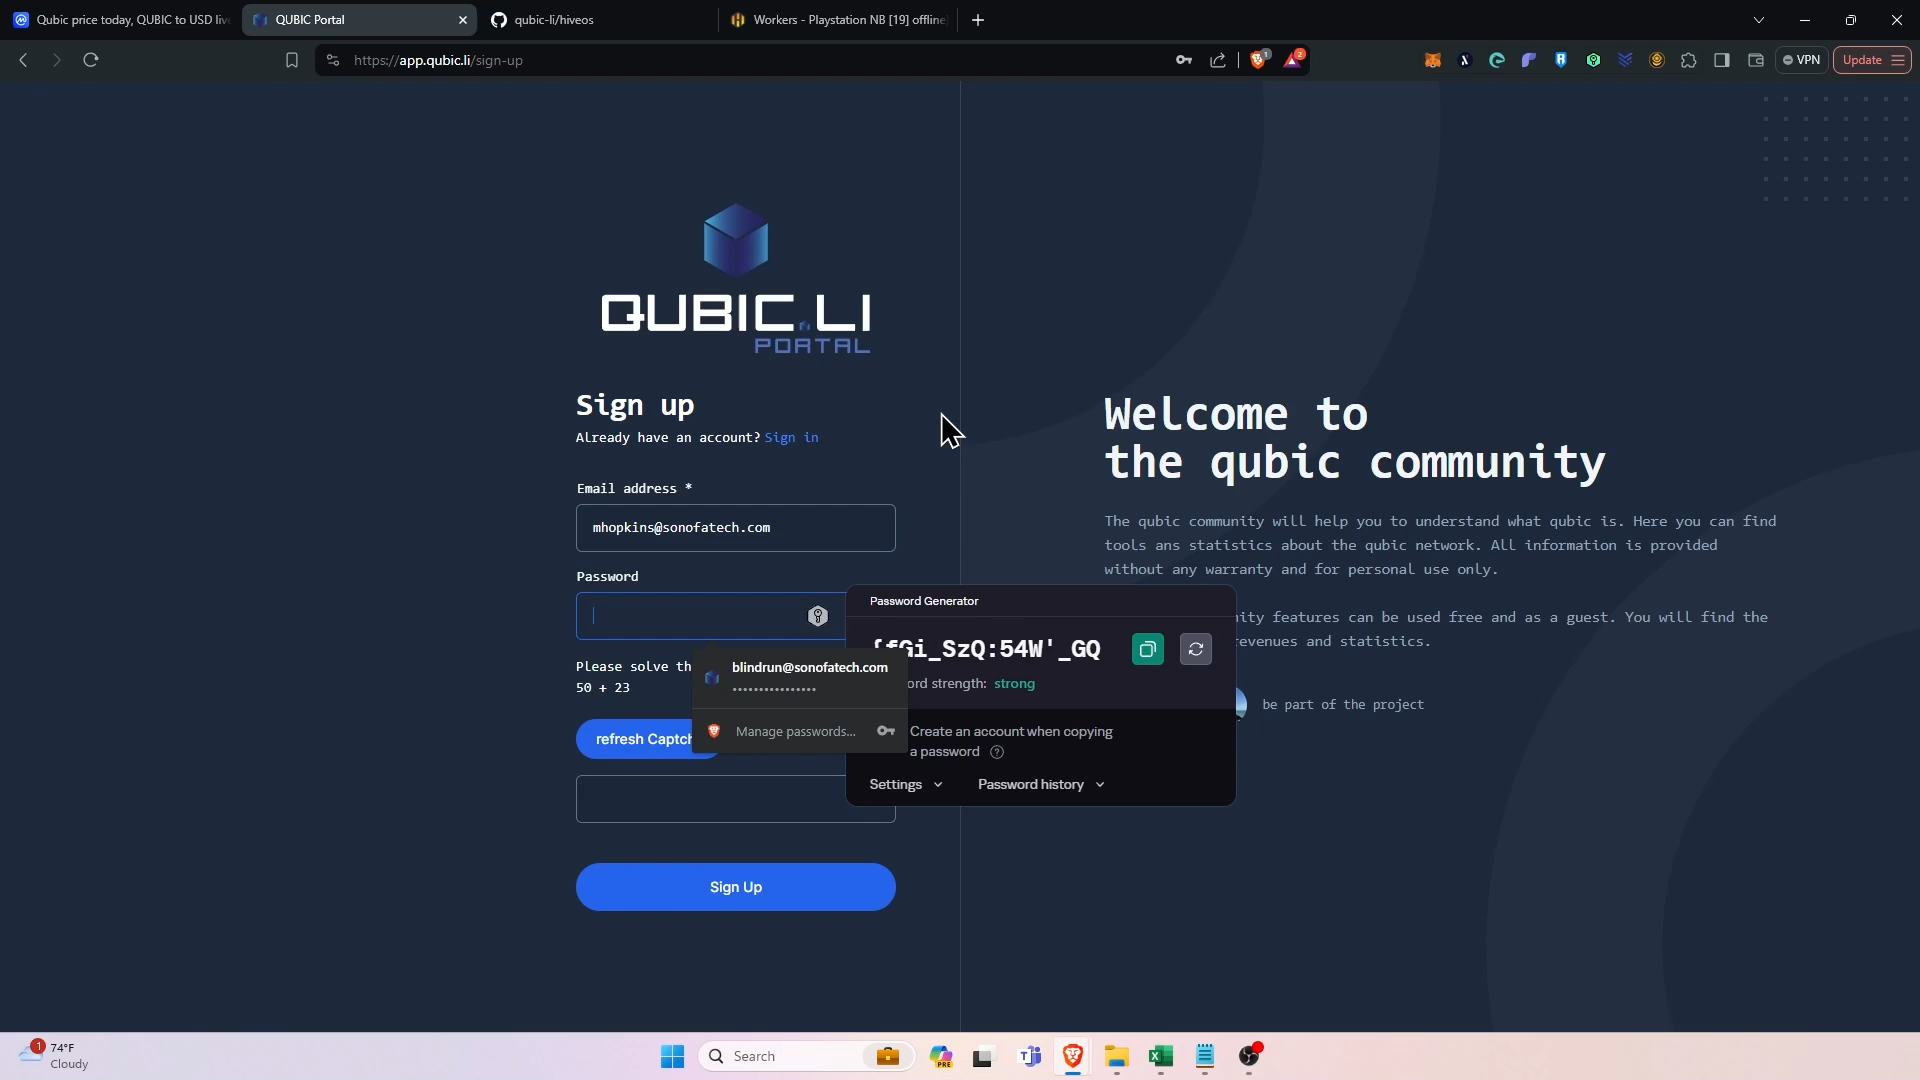 Qubic price today, QUBIC to USD liv
QUBIC Portal
qubic-li/hiveos
Workers - Playstation NB [19] offline
https://app.qubic.li/sign-up
1
2
VPN
Update
QUBIC.LI
PORTAL
Sign up
Already have an account? Sign in
Email address *
mhopkins@sonofatech.com
Password
Please solve th
50 + 23
refresh Captch
Sign Up
blindrun@sonofatech.com
••••••••••••••••
Manage passwords...
Password Generator
{fGi_SzQ:54W'_GQ
ord strength: strong
Create an account when copying
a password
Settings
Password history
Welcome to
the qubic community
The qubic community will help you to understand what qubic is. Here you can find
tools ans statistics about the qubic network. All information is provided
without any warranty and for personal use only.
ity features can be used free and as a guest. You will find the
evenues and statistics.
be part of the project
1
74°F
Cloudy
Search
PRE